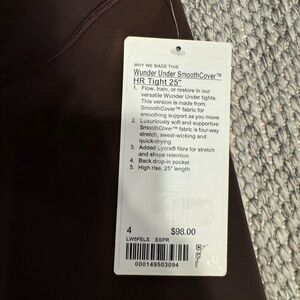 WHY WE MADE THIS
Wunder Under SmoothCover™
HR Tight 25"
1. Flow, train, or restore in our
versatile Wunder Under tights.
This version is made from
SmoothCover™ fabric for
smoothing support as you move
2. Luxuriously soft and supportive
SmoothCover™ fabric is four-way
stretch, sweat-wicking and
quick-drying
3. Added Lycra® fibre for stretch
and shape retention
4. Back drop-in pocket
5. High rise, 25" length
4 $98.00
LW5FELS ESPR
000149503094